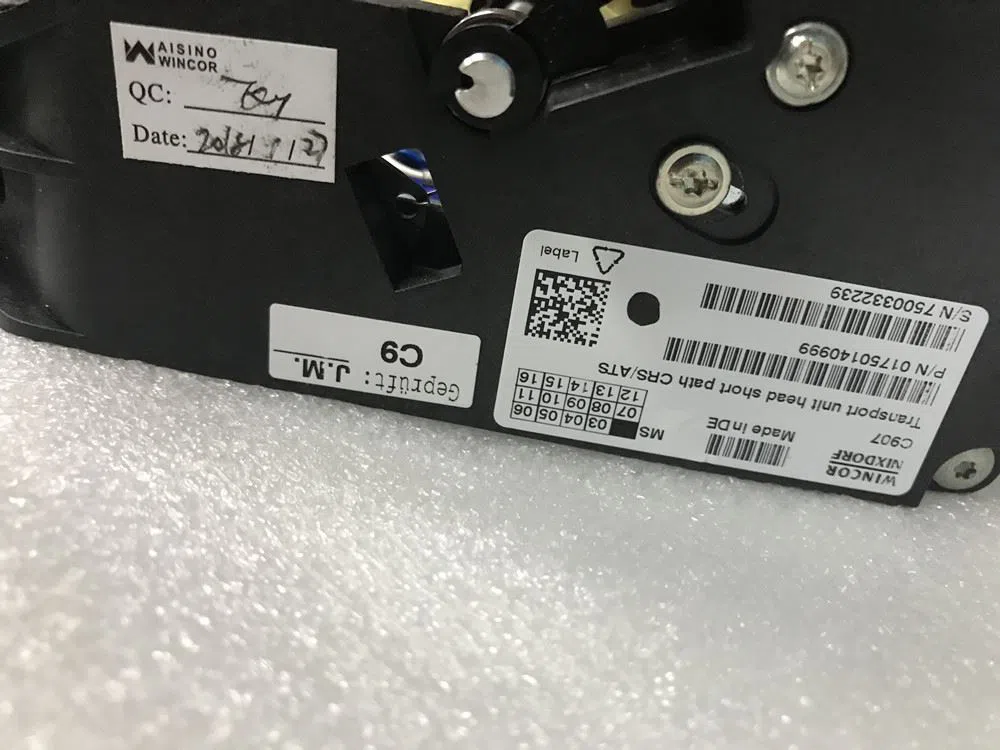 AISINO
WINCOR
QC:
Date:
Geprüft: J.M.
C9
WINCOR
NIXDORF
C907
Made in DE
MS
03 04 05 06
07 08 09 10 11
12 13 14 15 16
Transport unit head short path CRS/ATS
P/N 01750140999
S/N 7500332239
Label